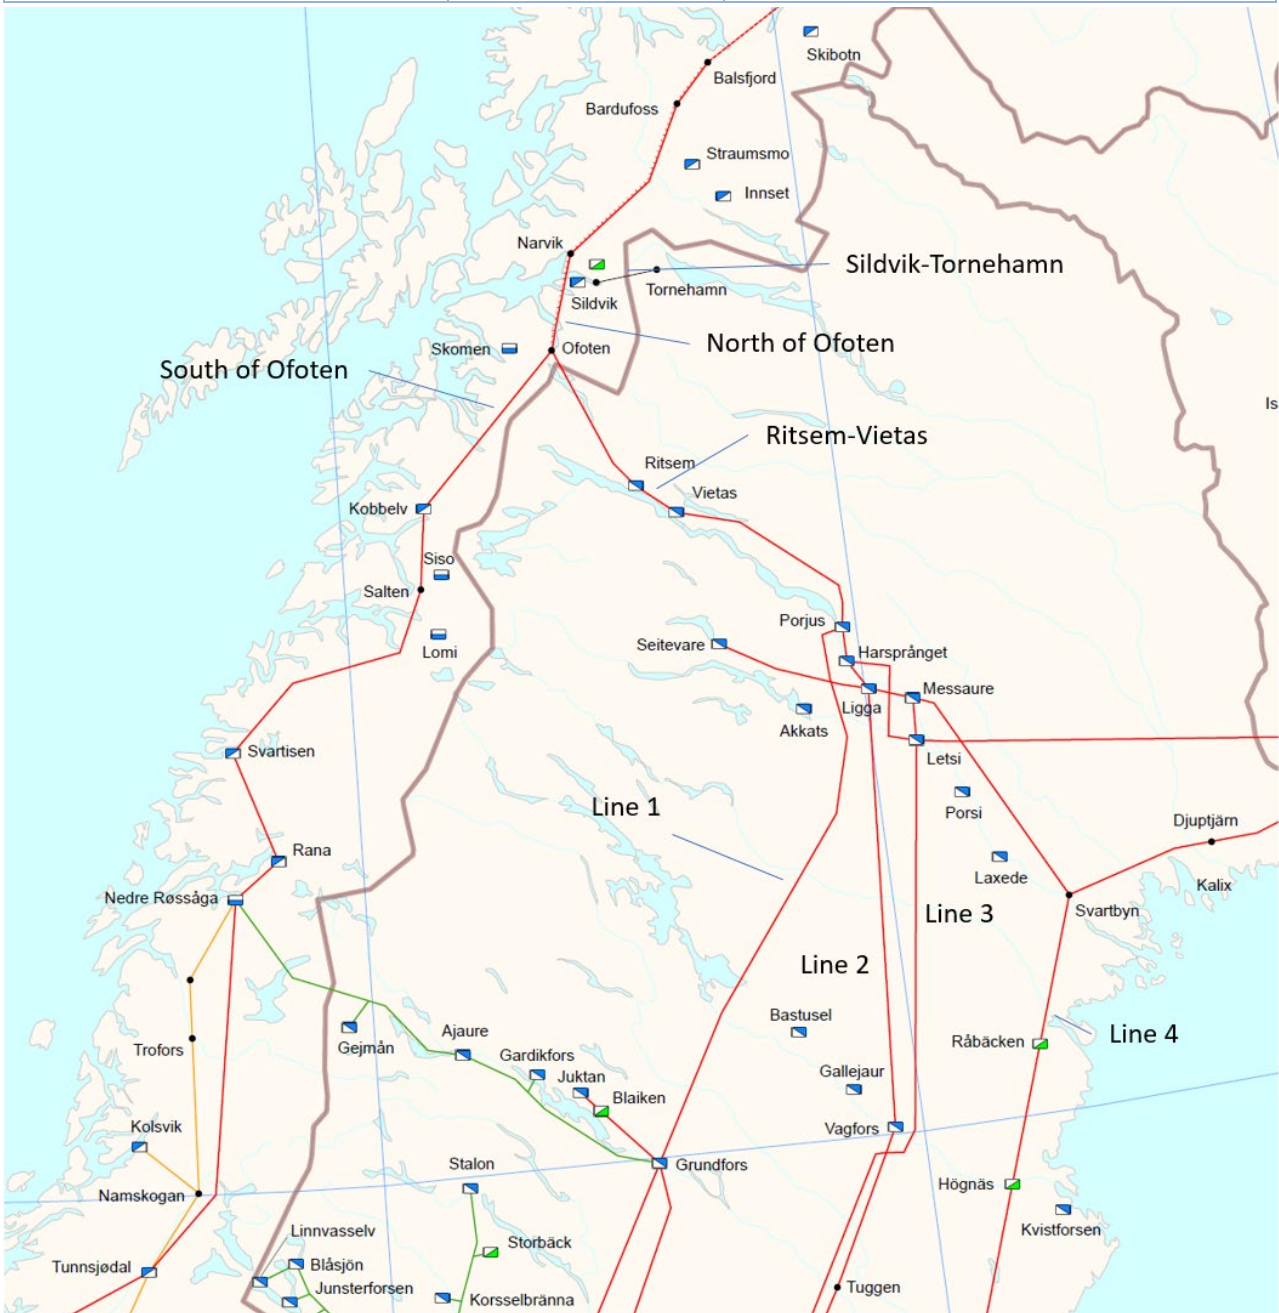 Skibotn
Balsfjord
Bardufoss
Straumsmo
Innset
Narvik
Sildvik-Tornehamn
Tornehamn
Sildvik
North of Ofoten
Skomen
Ofoten
South of Ofoten
Is
Ritsem-Vietas
Ritsem
Vietas
Kobbelv
Siso
Salten
Porjus
Seitevare
Lomi
Harsprånget
Messaure
Ligga
Akkats
Svartisen
Letsi
Line 1
Porsi
Djuptjärn
Rana
Laxede
Kalix
Nedre Røssåga
Svartbyn
Line 3
Line 2
Bastusel
Line 4
Råbäcken
Trofors
Gejmån
Ajaure
Gardikfors
Juktan
Gallejaur
Blaiken
Kolsvik
Vagfors
Stalon
Grundfors
Högnäs
Namskogan
Kvistforsen
Linnvasselv
Storbäck
Tunnsjødal
Blåsjön
Junsterforsen
Tuggen
Korsselbränna